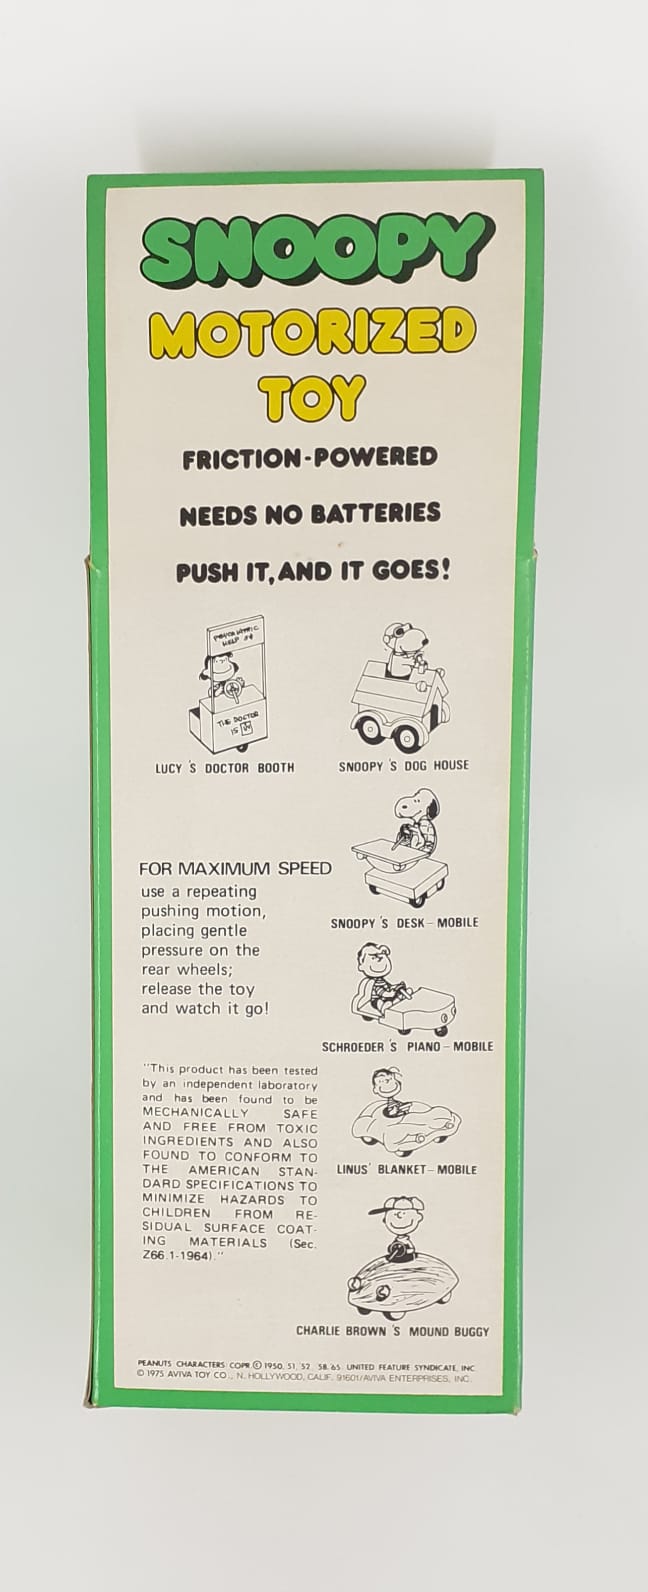 SNOOPY
MOTORIZED
TOY
FRICTION-POWERED
NEEDS NO BATTERIES
PUSH IT, AND IT GOES!
HELP
THE DOCTOR
IS IN
LUCY 'S DOCTOR BOOTH
SNOOPY 'S DOG HOUSE
SNOOPY 'S DESK-MOBILE
FOR MAXIMUM SPEED
use a repeating
pushing motion,
placing gentle
pressure on the
rear wheels;
release the toy
and watch it go!
SCHROEDER 'S PIANO-MOBILE
"This product has been tested
by an independent laboratory
and has been found to be
MECHANICALLY SAFE
AND FREE FROM TOXIC
INGREDIENTS AND ALSO
FOUND TO CONFORM TO
THE AMERICAN STAN-
DARD SPECIFICATIONS TO
MINIMIZE HAZARDS TO
CHILDREN FROM RE-
SIDUAL SURFACE COAT-
ING MATERIALS (Sec.
Z66.1-1964)."
LINUS' BLANKET-MOBILE
CHARLIE BROWN 'S MOUND BUGGY
PEANUTS CHARACTERS: COPR. © 1950, 51, 52, 58, 65 UNITED FEATURE SYNDICATE, INC.
© 1975 AVIVA TOY CO., N. HOLLYWOOD, CALIF. 91601/AVIVA ENTERPRISES, INC.